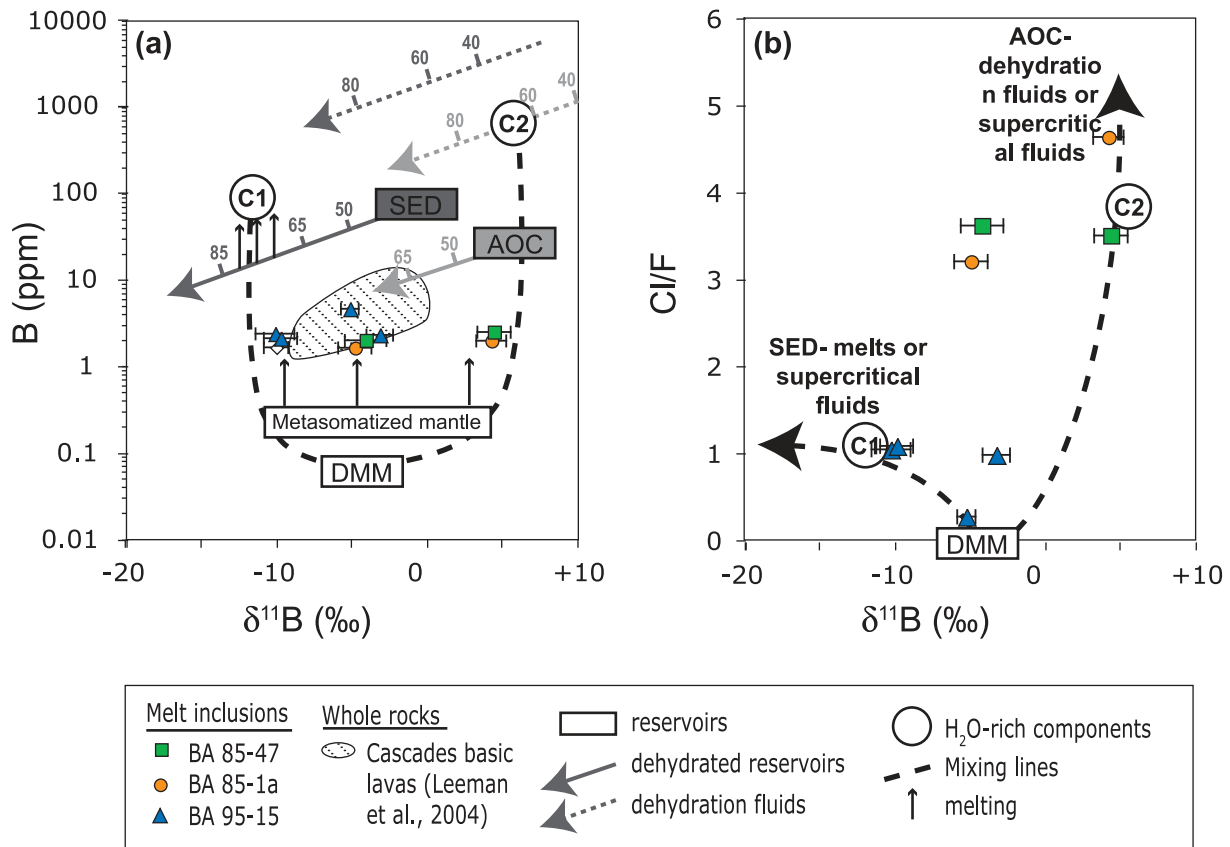 (a)
10000
1000
100
10
1
0.1
0.01
B (ppm)
-20
-10
0
+10
δ¹¹B (‰)
80
60
40
80
60
40
C2
C1
85
65
50
SED
65
50
AOC
Metasomatized mantle
DMM
(b)
6
5
4
3
2
1
0
Cl/F
-20
-10
0
+10
δ¹¹B (‰)
AOC-
dehydratio
n fluids or
supercritic
al fluids
C2
SED- melts or
supercritical
fluids
C1
DMM
Melt inclusions
BA 85-47
BA 85-1a
BA 95-15
Whole rocks
Cascades basic
lavas (Leeman
et al., 2004)
reservoirs
dehydrated reservoirs
dehydration fluids
H₂O-rich components
Mixing lines
melting